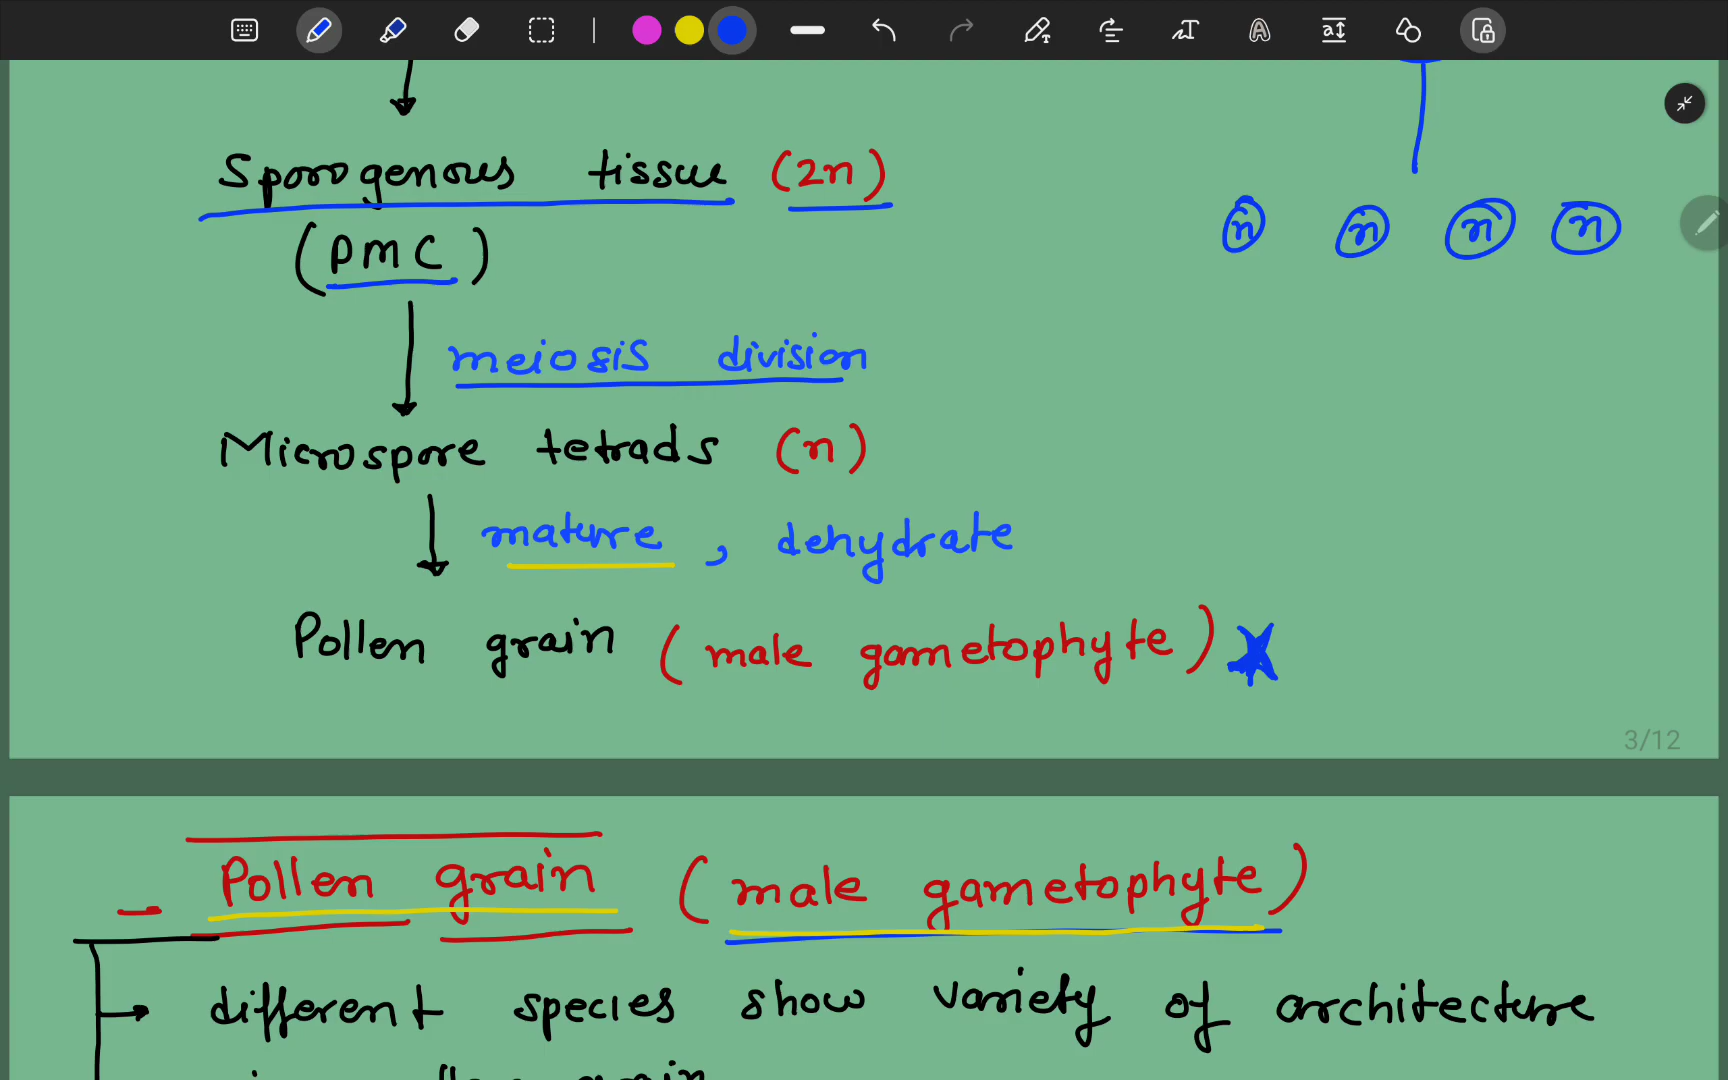 Sporogenous tissue (2n)
(PMC)
n n n n
meiosis division
Microspore tetrads (n)
mature, dehydrate
Pollen grain (male gametophyte)
3/12
- Pollen grain (male gametophyte)
→ different species show variety of architecture